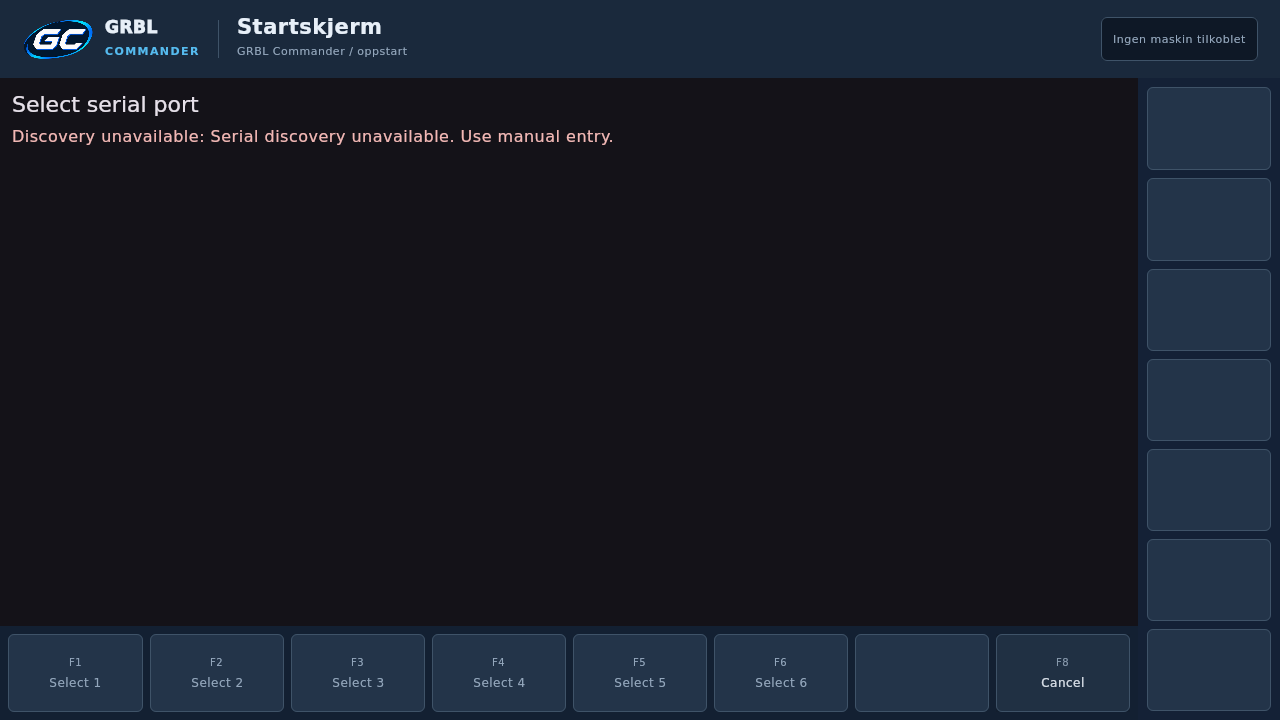 GC
GRBL
COMMANDER
Startskjerm
GRBL Commander / oppstart
Ingen maskin tilkoblet
Select serial port
Discovery unavailable: Serial discovery unavailable. Use manual entry.
F1
Select 1
F2
Select 2
F3
Select 3
F4
Select 4
F5
Select 5
F6
Select 6
F8
Cancel